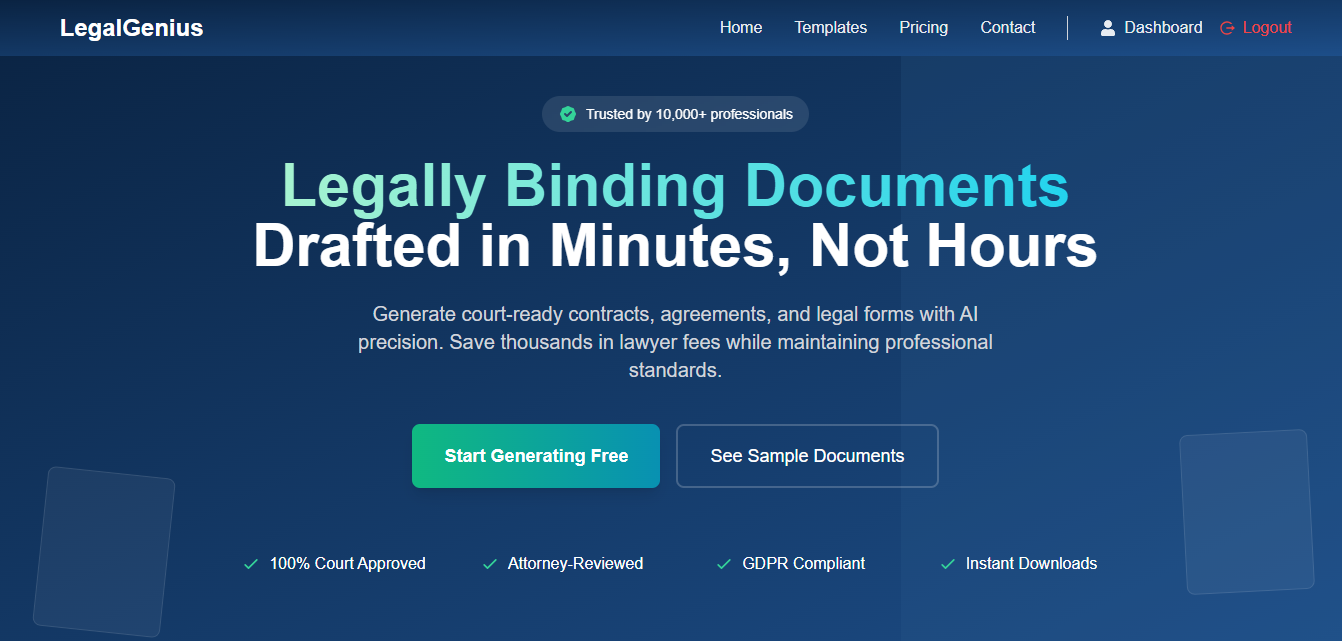 LegalGenius
Home
Templates
Pricing
Contact
Dashboard
Logout
Trusted by 10,000+ professionals
Legally Binding Documents
Drafted in Minutes, Not Hours
Generate court-ready contracts, agreements, and legal forms with AI
precision. Save thousands in lawyer fees while maintaining professional
standards.
Start Generating Free
See Sample Documents
100% Court Approved
Attorney-Reviewed
GDPR Compliant
Instant Downloads